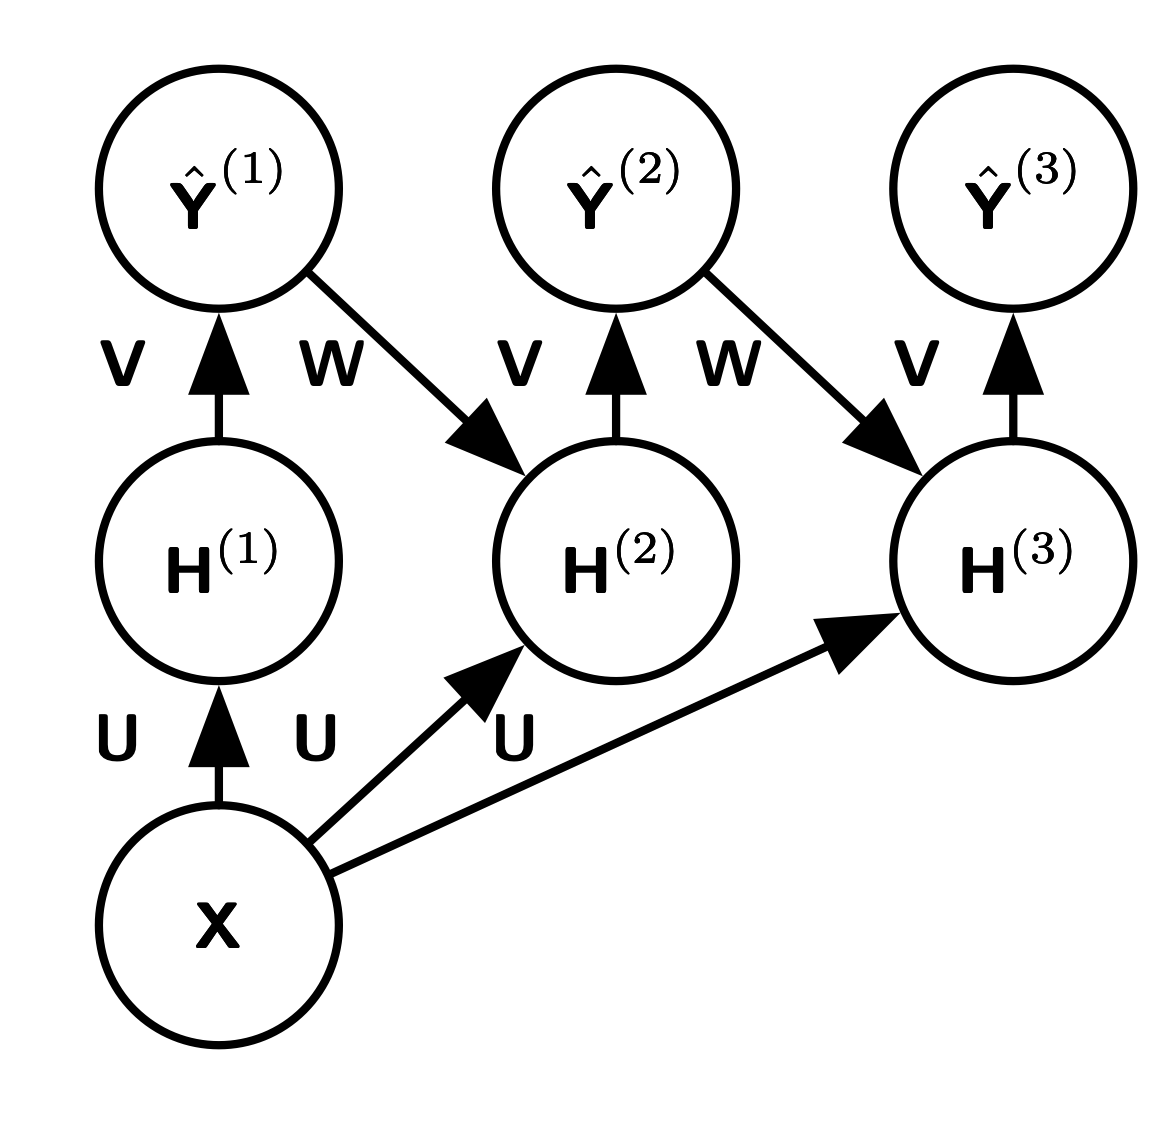 Ŷ⁽¹⁾ Ŷ⁽²⁾ Ŷ⁽³⁾
V W V W V
H⁽¹⁾ H⁽²⁾ H⁽³⁾
U U U
X